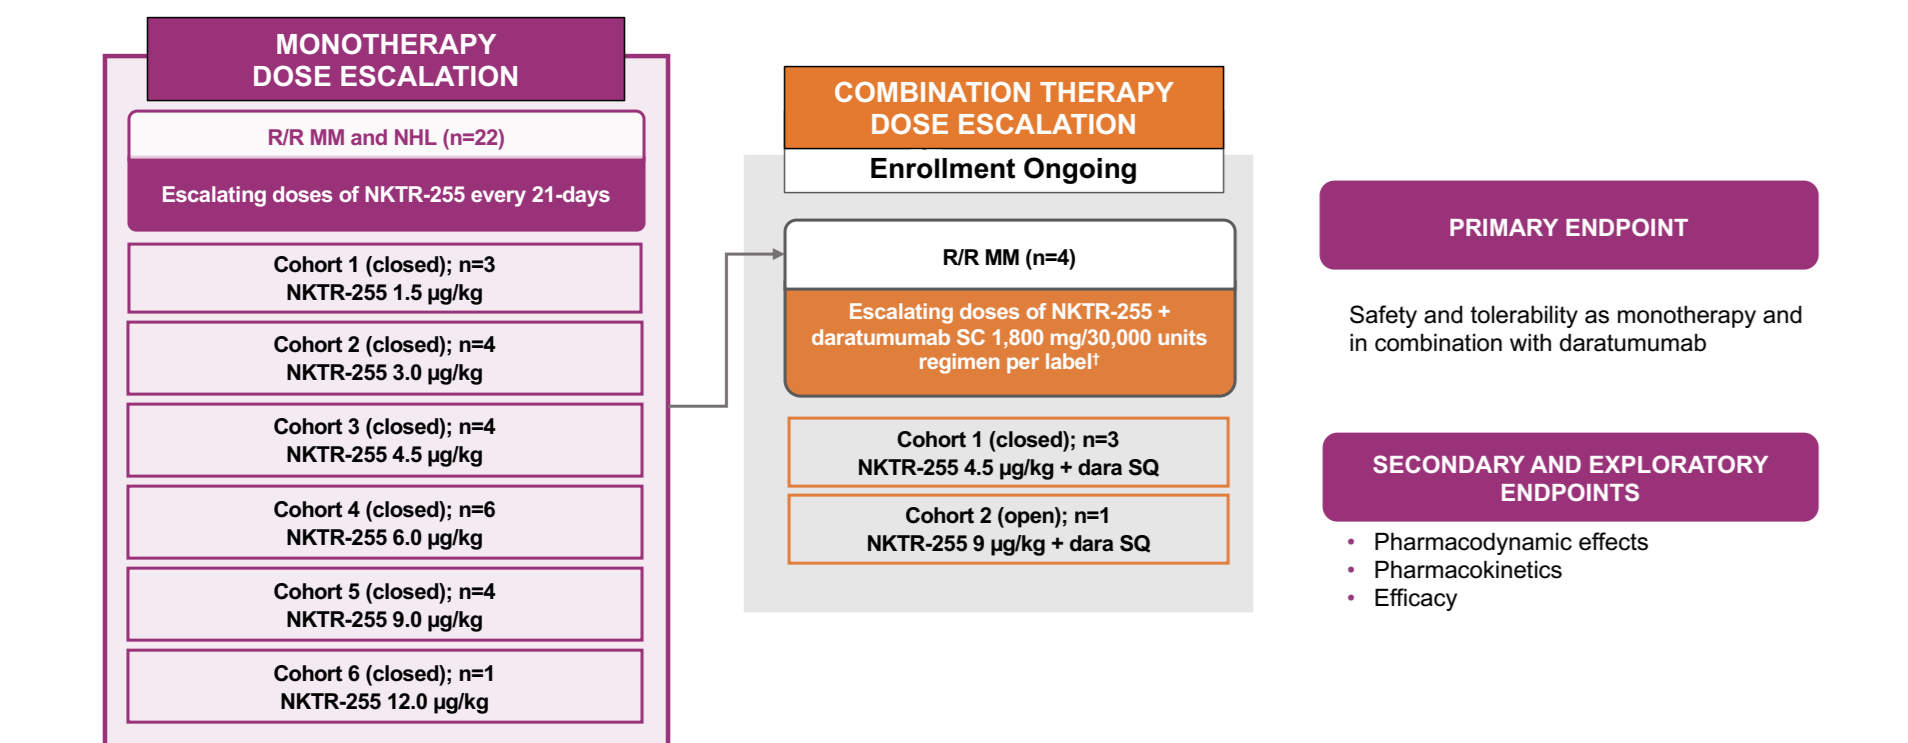 MONOTHERAPY
DOSE ESCALATION
R/R MM and NHL (n=22)
Escalating doses of NKTR-255 every 21-days
Cohort 1 (closed); n=3
NKTR-255 1.5 µg/kg
Cohort 2 (closed); n=4
NKTR-255 3.0 µg/kg
Cohort 3 (closed); n=4
NKTR-255 4.5 µg/kg
Cohort 4 (closed); n=6
NKTR-255 6.0 µg/kg
Cohort 5 (closed); n=4
NKTR-255 9.0 µg/kg
Cohort 6 (closed); n=1
NKTR-255 12.0 µg/kg
COMBINATION THERAPY
DOSE ESCALATION
Enrollment Ongoing
R/R MM (n=4)
Escalating doses of NKTR-255 +
daratumumab SC 1,800 mg/30,000 units
regimen per label†
Cohort 1 (closed); n=3
NKTR-255 4.5 µg/kg + dara SQ
Cohort 2 (open); n=1
NKTR-255 9 µg/kg + dara SQ
PRIMARY ENDPOINT
Safety and tolerability as monotherapy and
in combination with daratumumab
SECONDARY AND EXPLORATORY
ENDPOINTS
• Pharmacodynamic effects
• Pharmacokinetics
• Efficacy